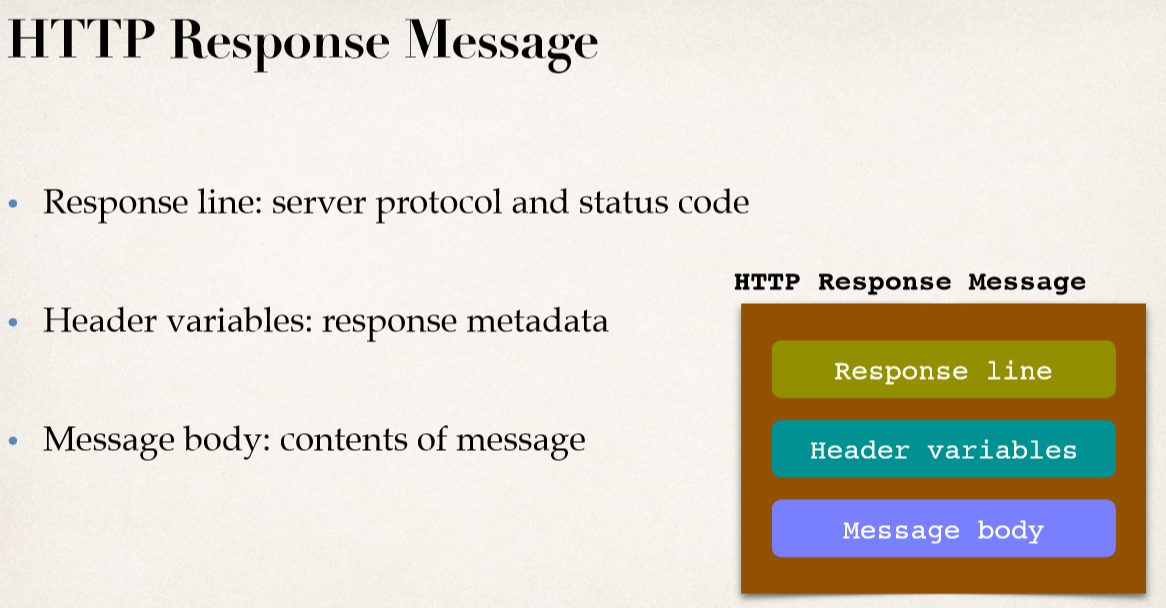 HTTP Response Message
• Response line: server protocol and status code
• Header variables: response metadata
• Message body: contents of message
HTTP Response Message
Response line
Header variables
Message body